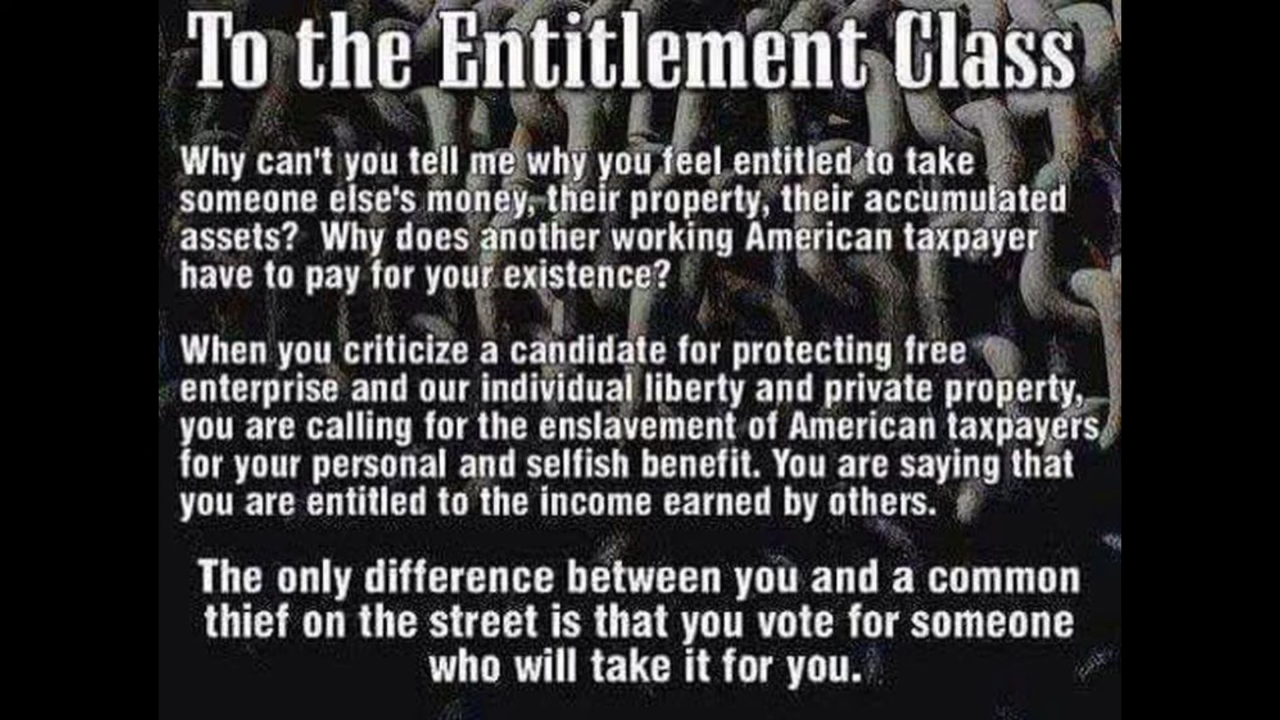 To the Entitlement Class
Why can't you tell me why you feel entitled to take
someone else's money, their property, their accumulated
assets?  Why does another working American taxpayer
have to pay for your existence?
When you criticize a candidate for protecting free
enterprise and our individual liberty and private property,
you are calling for the enslavement of American taxpayers
for your personal and selfish benefit. You are saying that
you are entitled to the income earned by others.
The only difference between you and a common
thief on the street is that you vote for someone
who will take it for you.